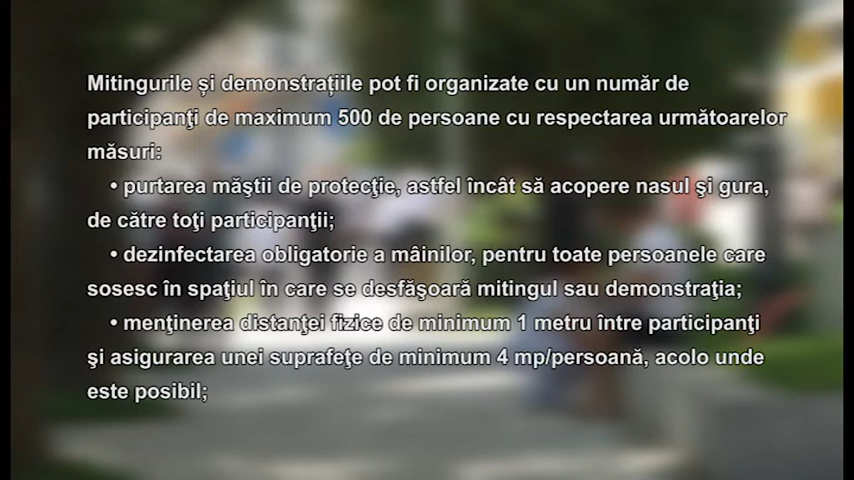 Mitingurile și demonstrațiile pot fi organizate cu un număr de
participanţi de maximum 500 de persoane cu respectarea următoarelor
măsuri:
• purtarea măştii de protecţie, astfel încât să acopere nasul şi gura,
de către toţi participanţii;
• dezinfectarea obligatorie a mâinilor, pentru toate persoanele care
sosesc în spaţiul în care se desfăşoară mitingul sau demonstraţia;
• menţinerea distanţei fizice de minimum 1 metru între participanţi
şi asigurarea unei suprafeţe de minimum 4 mp/persoană, acolo unde
este posibil;